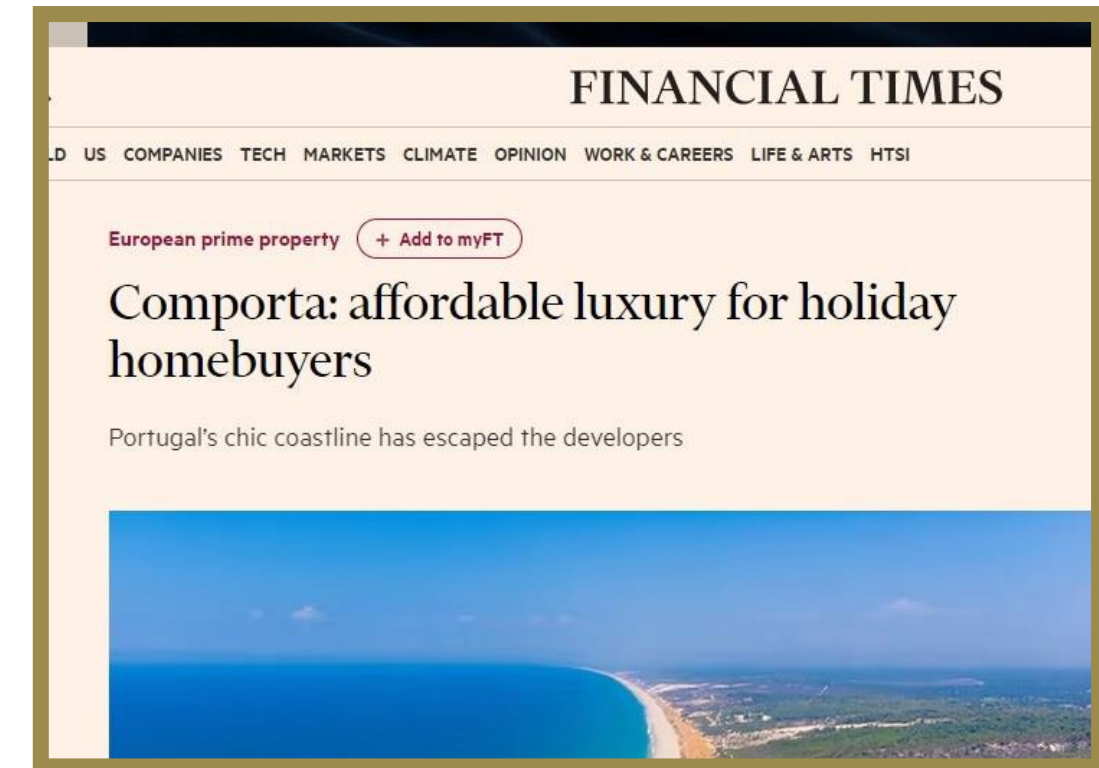 FINANCIAL TIMES
US COMPANIES TECH MARKETS CLIMATE OPINION WORK & CAREERS LIFE & ARTS HTSI
European prime property + Add to myFT
Comporta: affordable luxury for holiday
homebuyers
Portugal's chic coastline has escaped the developers